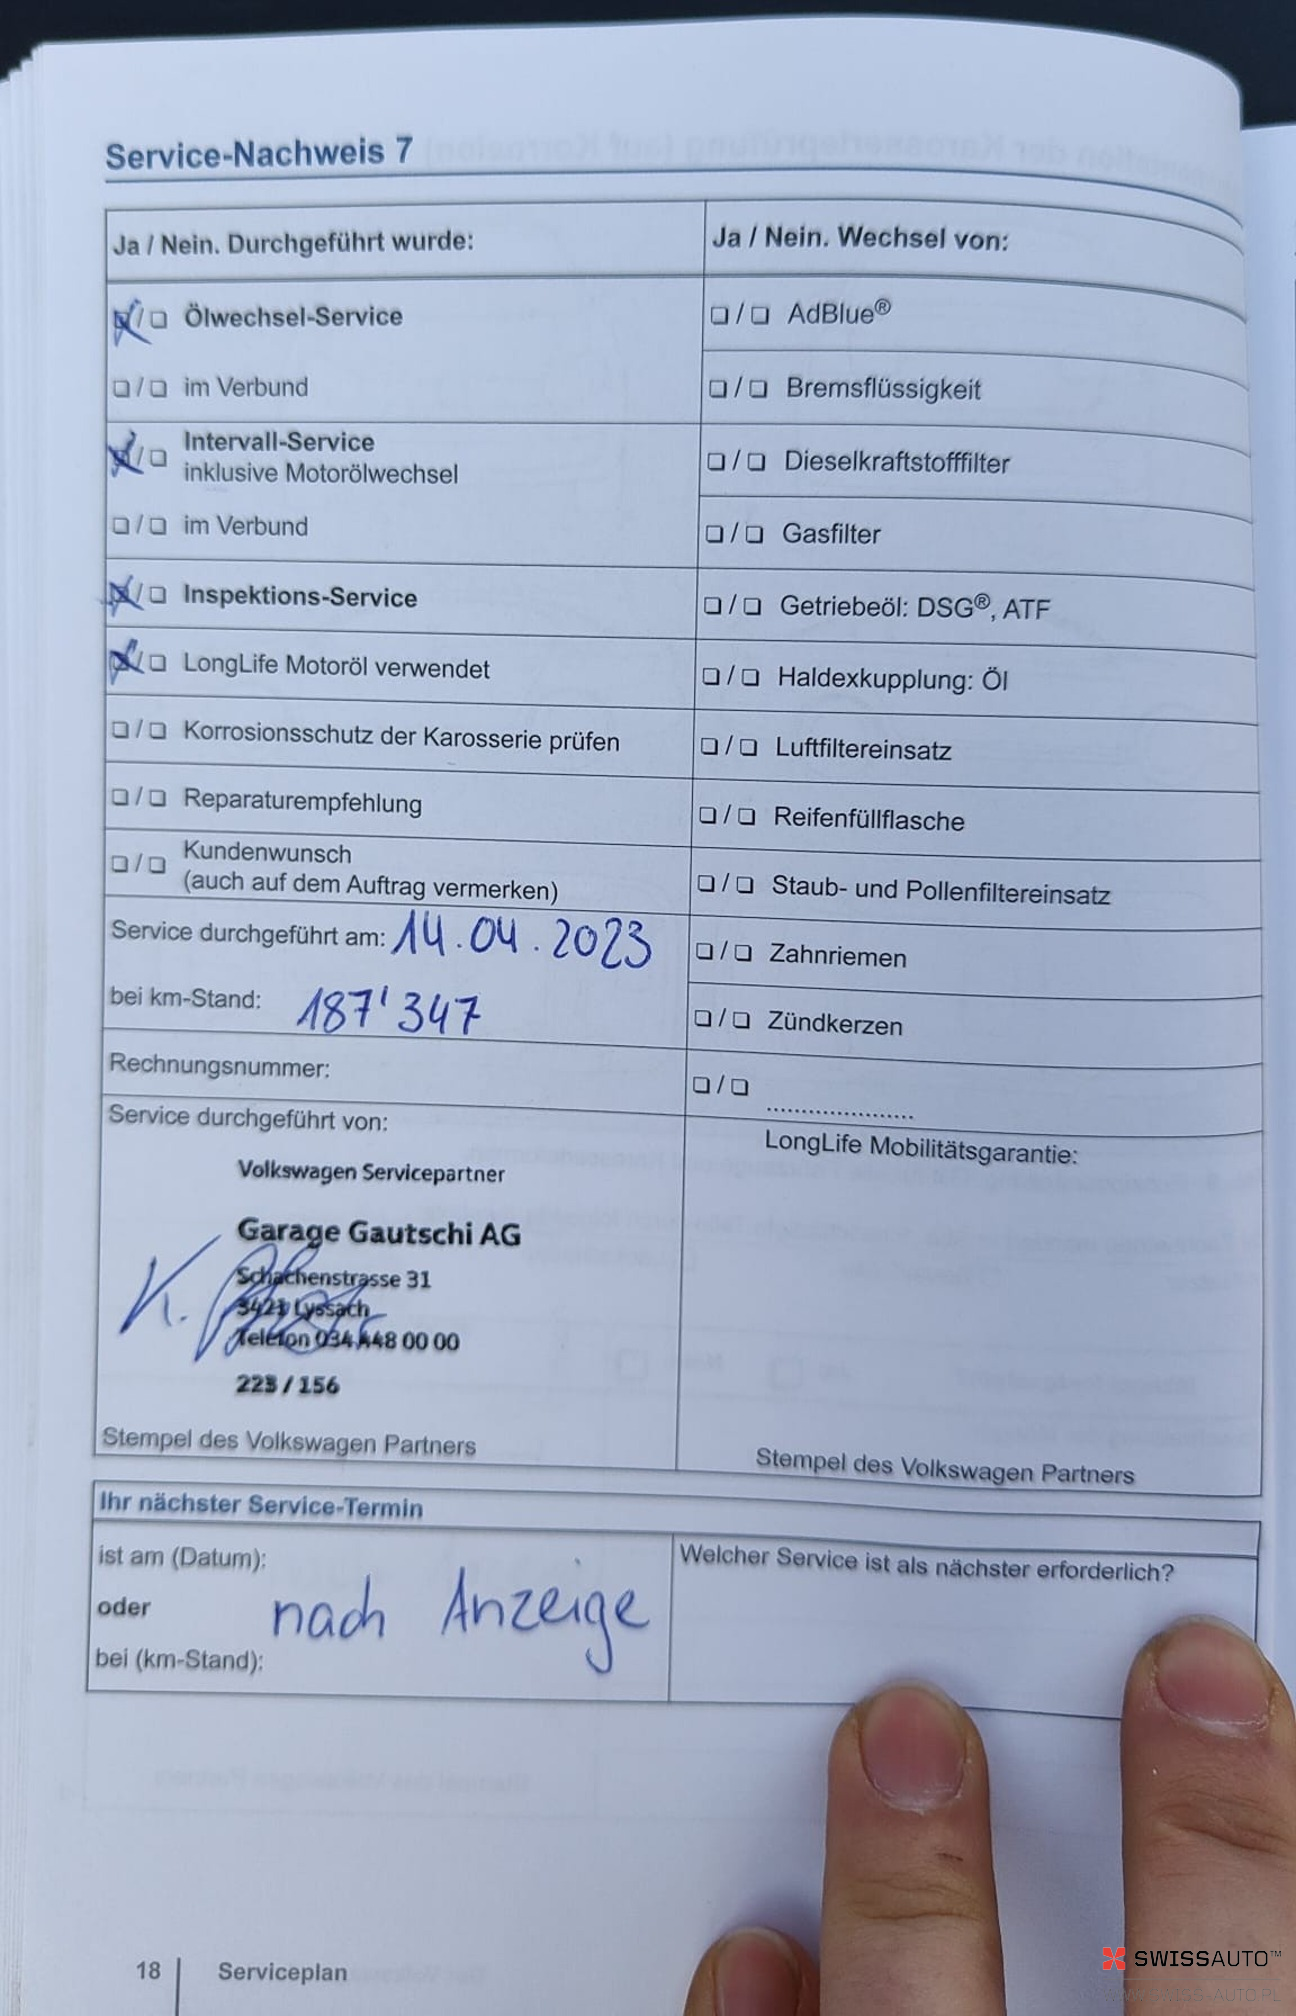 Service-Nachweis 7
Ja / Nein. Durchgeführt wurde:
☒/☐ Ölwechsel-Service
☐/☐ im Verbund
☒/☐ Intervall-Service
inklusive Motorölwechsel
☐/☐ im Verbund
☒/☐ Inspektions-Service
☒/☐ LongLife Motoröl verwendet
☐/☐ Korrosionsschutz der Karosserie prüfen
☐/☐ Reparaturempfehlung
☐/☐ Kundenwunsch
(auch auf dem Auftrag vermerken)
Service durchgeführt am: 14.04.2023
bei km-Stand: 187'347
Rechnungsnummer:
Service durchgeführt von:
Volkswagen Servicepartner
Garage Gautschi AG
Schachenstrasse 31
3421 Lyssach
Telefon 034 448 00 00
223 / 156
Stempel des Volkswagen Partners
Ja / Nein. Wechsel von:
☐/☐ AdBlue®
☐/☐ Bremsflüssigkeit
☐/☐ Dieselkraftstofffilter
☐/☐ Gasfilter
☐/☐ Getriebeöl: DSG®, ATF
☐/☐ Haldexkupplung: Öl
☐/☐ Luftfiltereinsatz
☐/☐ Reifenfüllflasche
☐/☐ Staub- und Pollenfiltereinsatz
☐/☐ Zahnriemen
☐/☐ Zündkerzen
☐/☐ .....................
LongLife Mobilitätsgarantie:
Stempel des Volkswagen Partners
Ihr nächster Service-Termin
ist am (Datum):
oder
nach Anzeige
bei (km-Stand):
Welcher Service ist als nächster erforderlich?
18 | Serviceplan
SWISSAUTO™